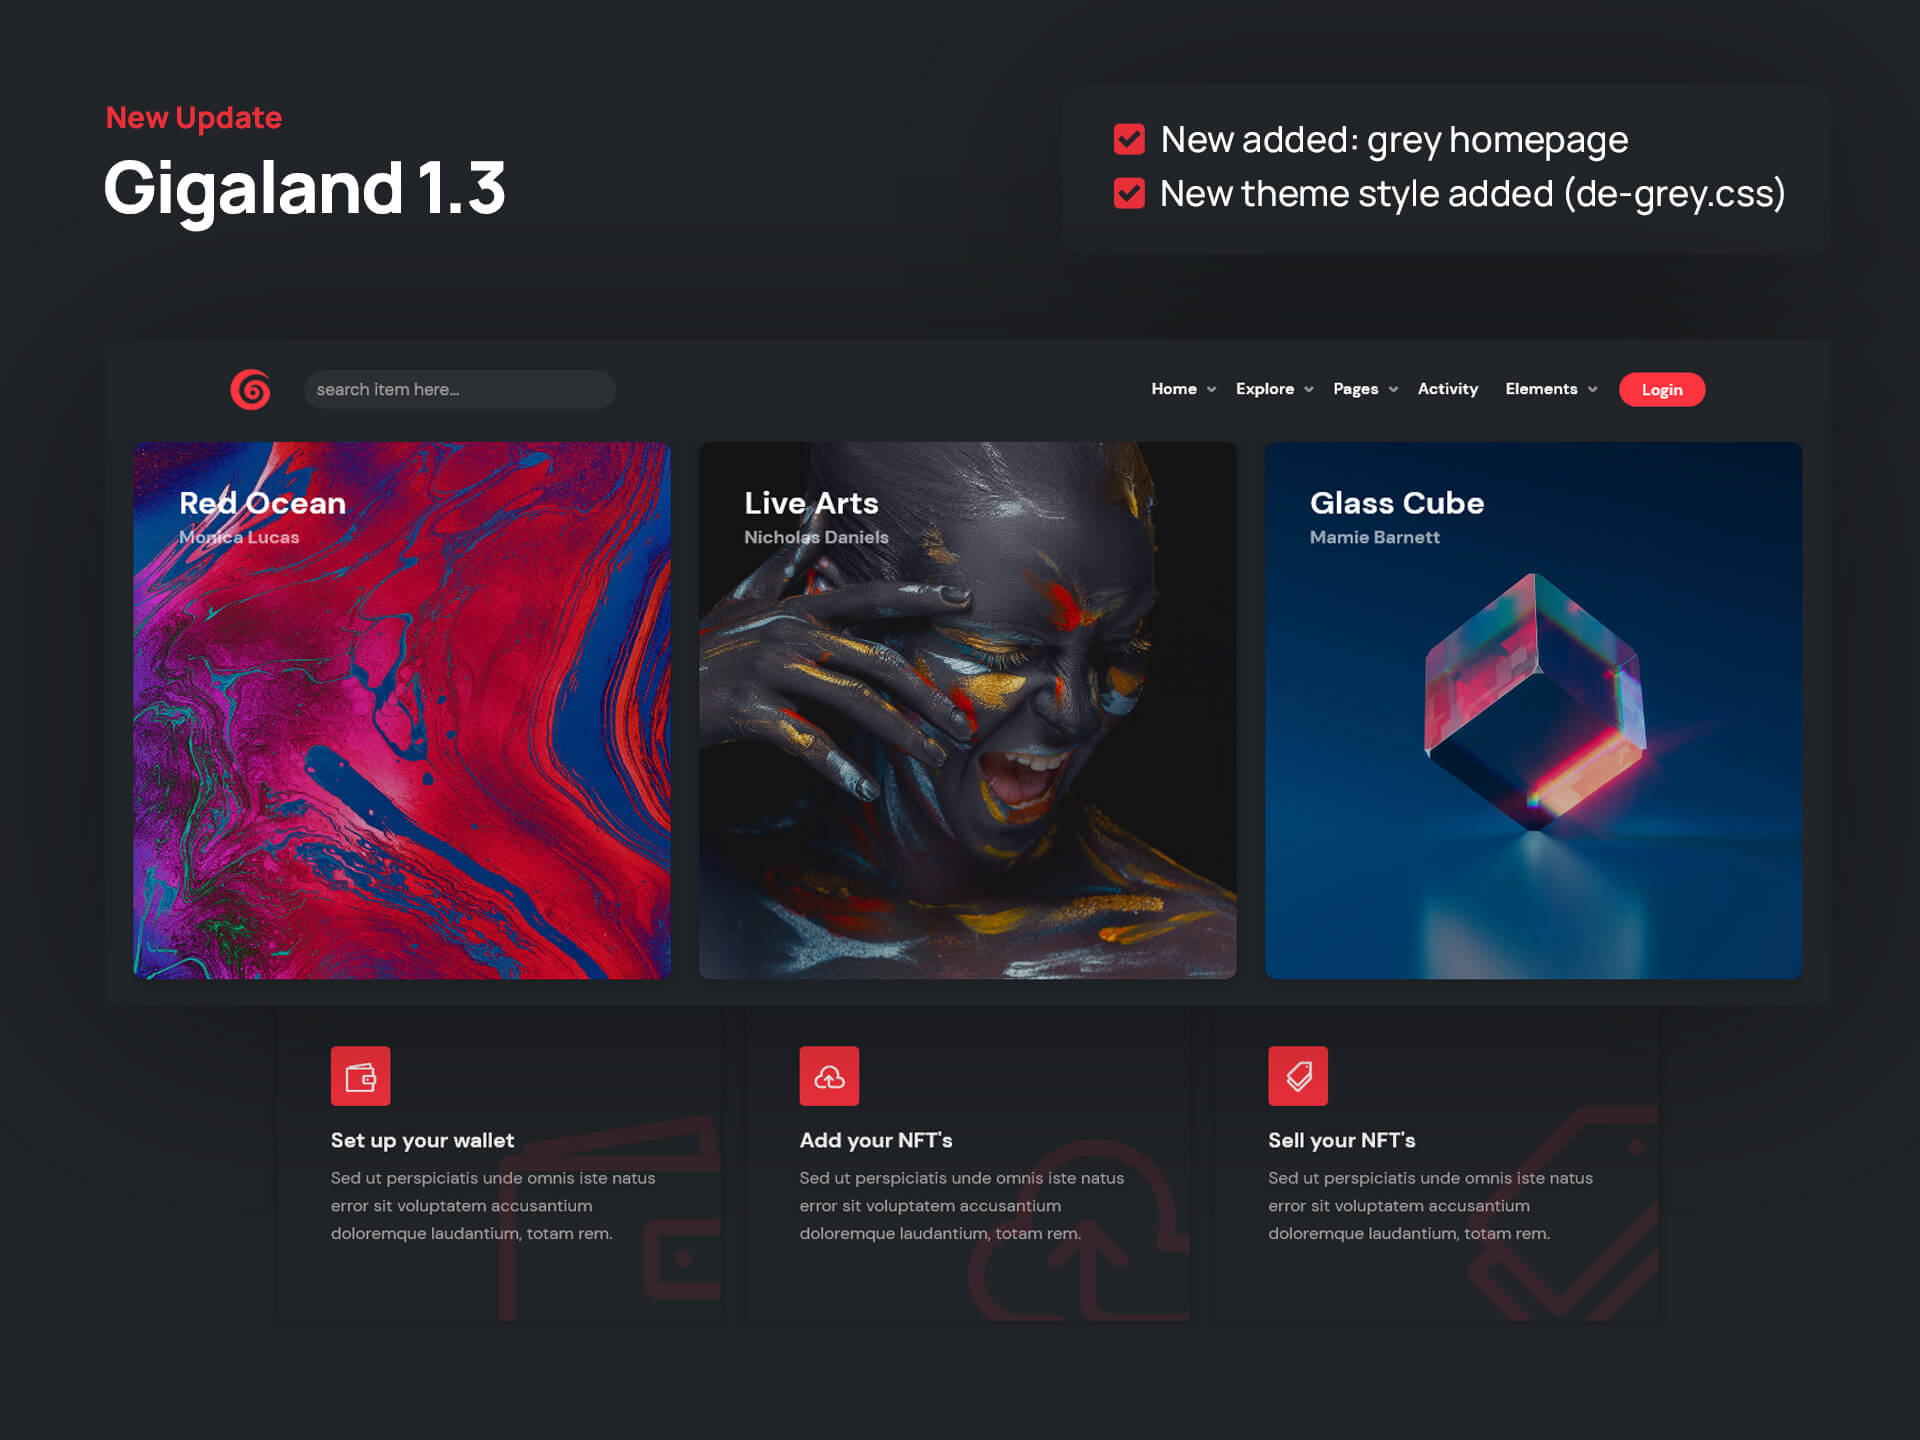 New Update
Gigaland 1.3
New added: grey homepage
New theme style added (de-grey.css)
search item here...
Home
Explore
Pages
Activity
Elements
Login
Red Ocean
Monica Lucas
Live Arts
Nicholas Daniels
Glass Cube
Mamie Barnett
Set up your wallet
Sed ut perspiciatis unde omnis iste natus
error sit voluptatem accusantium
doloremque laudantium, totam rem.
Add your NFT's
Sed ut perspiciatis unde omnis iste natus
error sit voluptatem accusantium
doloremque laudantium, totam rem.
Sell your NFT's
Sed ut perspiciatis unde omnis iste natus
error sit voluptatem accusantium
doloremque laudantium, totam rem.